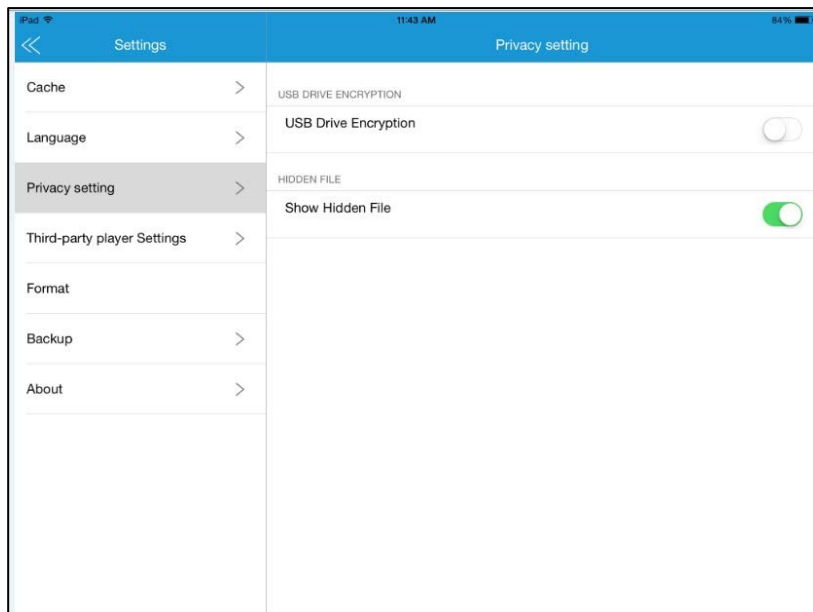 iPad 11:43 AM 84%
Settings
Privacy setting
Cache
Language
Privacy setting
Third-party player Settings
Format
Backup
About
USB DRIVE ENCRYPTION
USB Drive Encryption
HIDDEN FILE
Show Hidden File